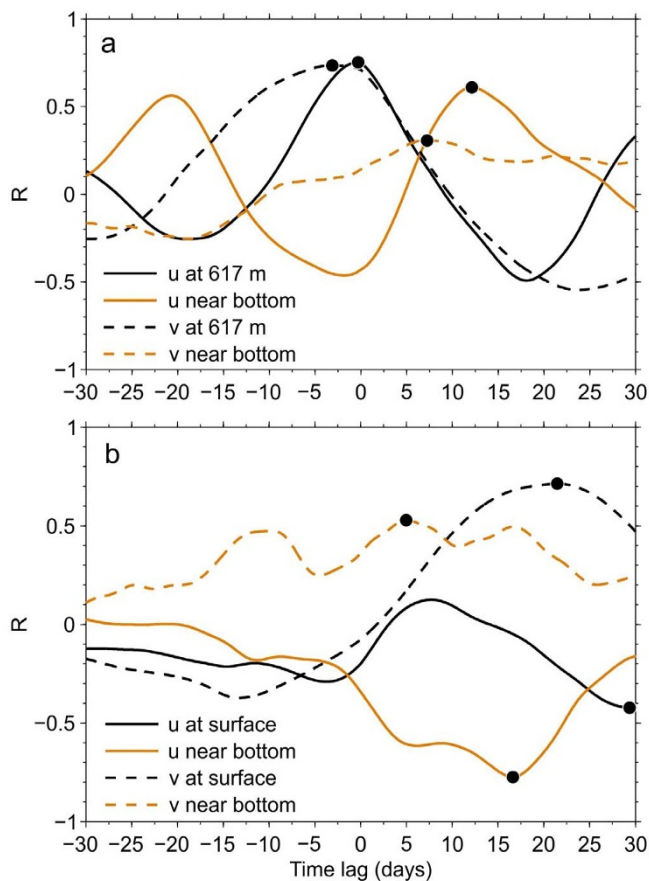 a
1
0.5
0
−0.5
−1
R
u at 617 m
u near bottom
v at 617 m
v near bottom
−30 −25 −20 −15 −10 −5 0 5 10 15 20 25 30
b
1
0.5
0
−0.5
−1
R
u at surface
u near bottom
v at surface
v near bottom
−30 −25 −20 −15 −10 −5 0 5 10 15 20 25 30
Time lag (days)